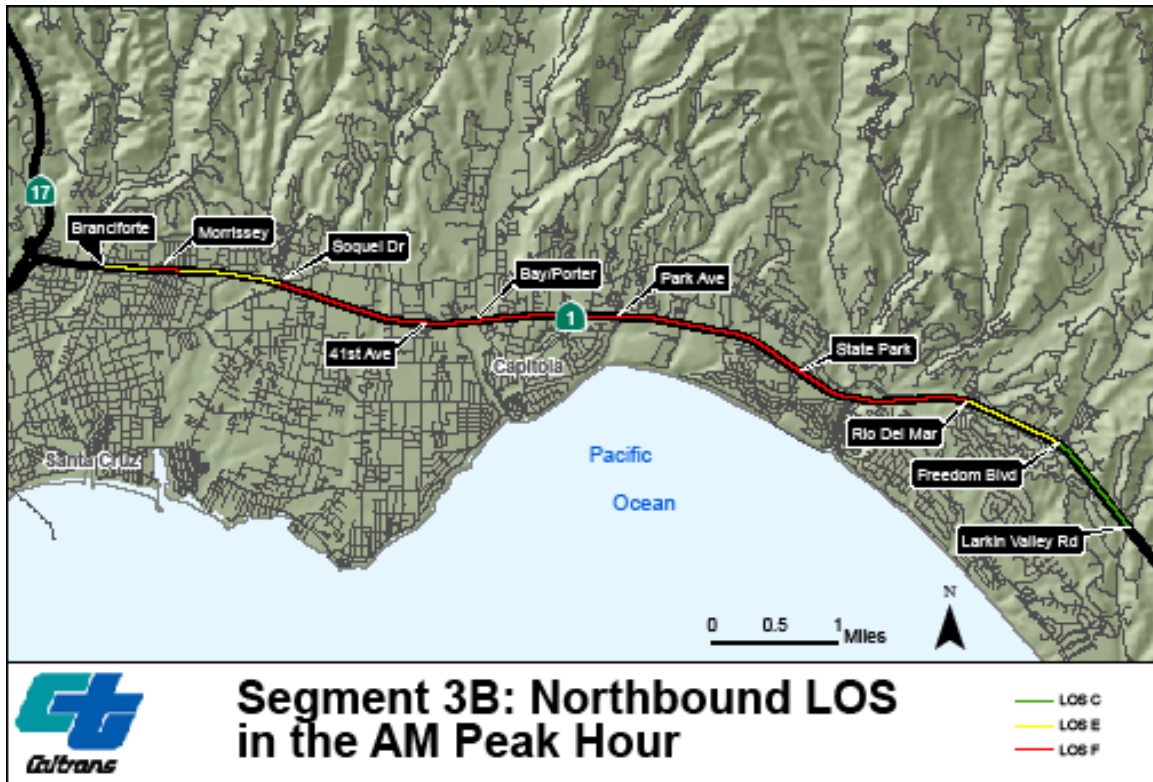 17
Branciforte
Morrissey
Soquel Dr
Bay/Porter
Park Ave
1
41st Ave
Capitola
State Park
Rio Del Mar
Pacific
Ocean
Santa Cruz
Freedom Blvd
Larkin Valley Rd
N
0 0.5 1
Miles
Segment 3B: Northbound LOS
in the AM Peak Hour
LOS C
LOS E
LOS F
Caltrans